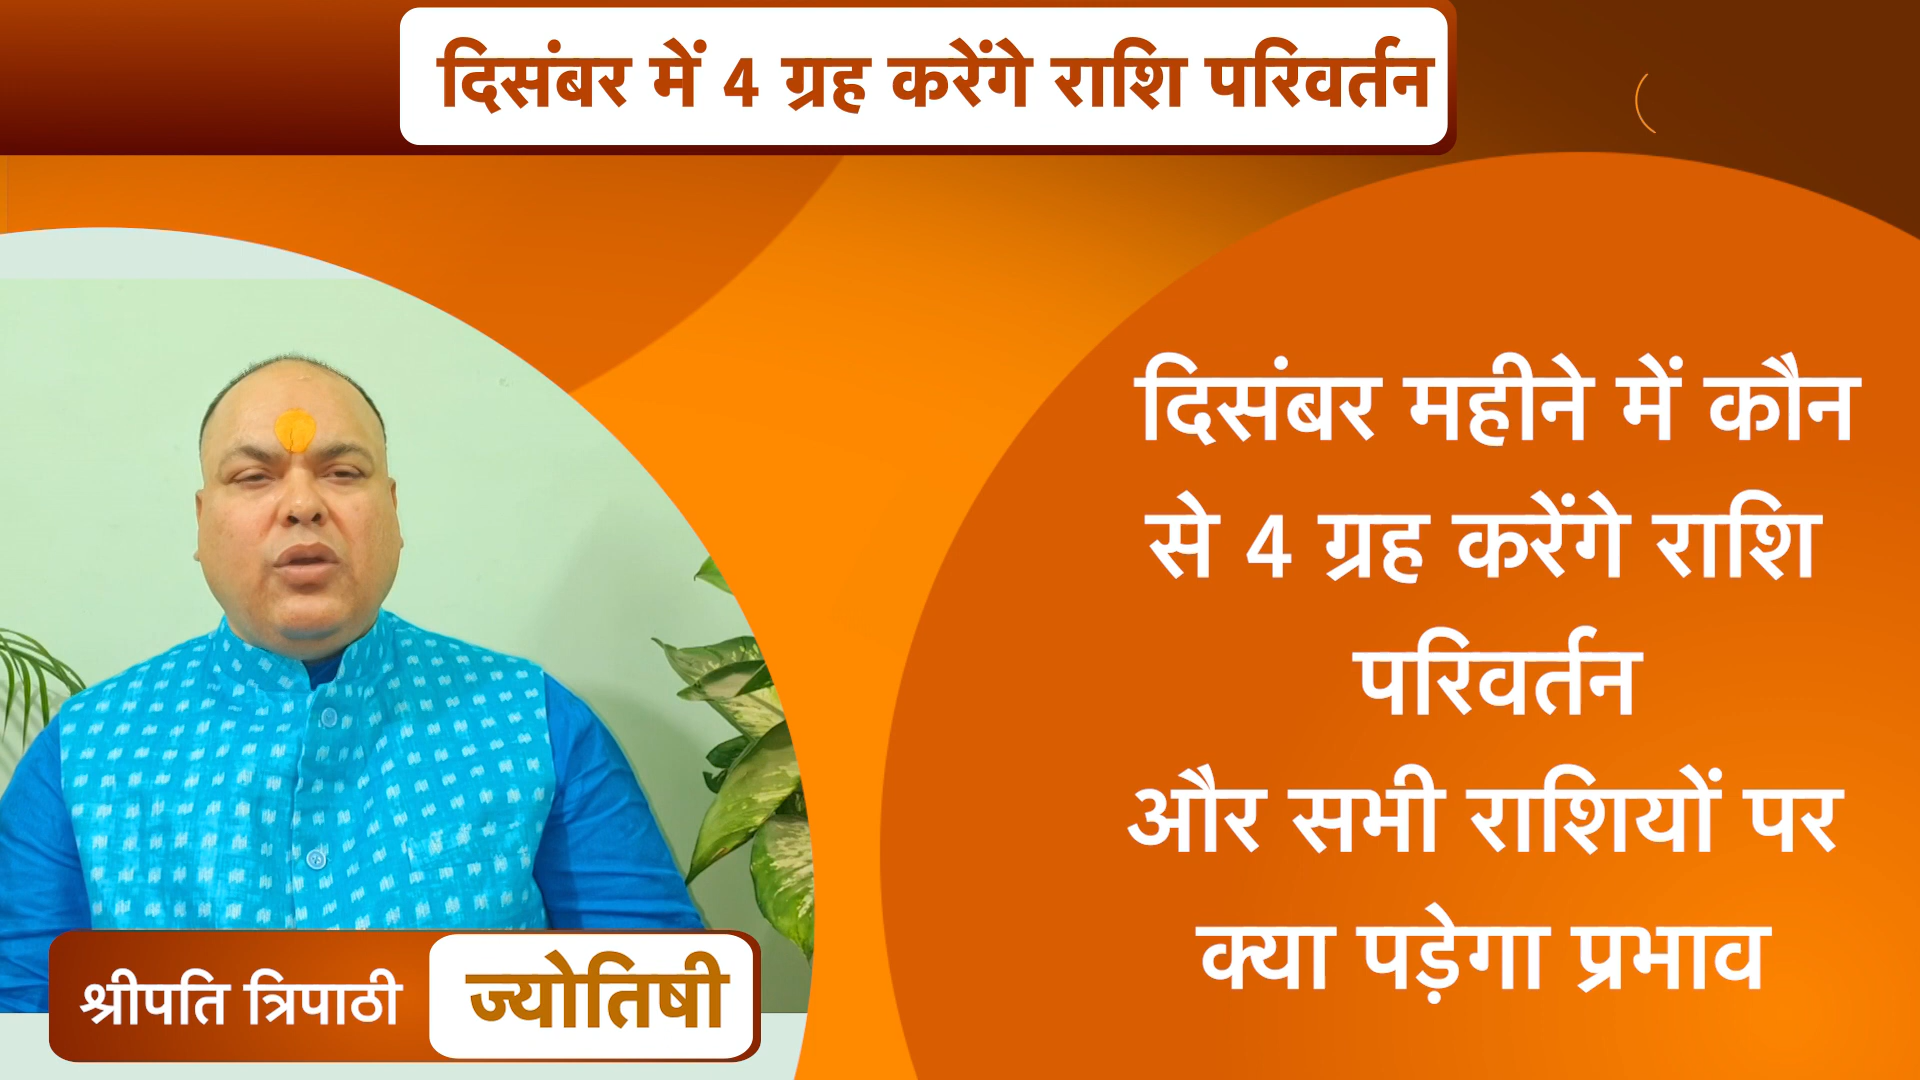 दिसंबर में 4 ग्रह करेंगे राशि परिवर्तन
दिसंबर महीने में कौन
से 4 ग्रह करेंगे राशि
परिवर्तन
और सभी राशियों पर
क्या पड़ेगा प्रभाव
श्रीपति त्रिपाठी
ज्योतिषी